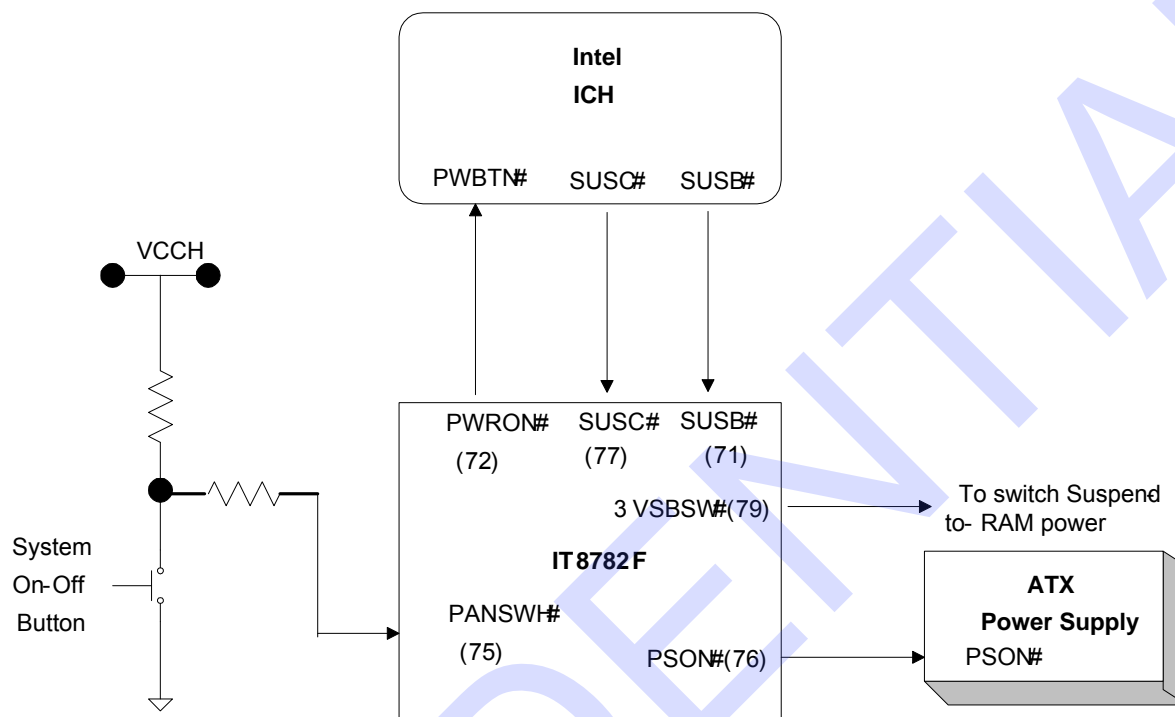 Intel
ICH
PWBTN# SUSC# SUSB#
VCCH
PWRON# SUSC# SUSB#
(72) (77) (71)
3 VSBSW#(79)
To switch Suspend
to- RAM power
IT8782F
System
On-Off
Button
PANSWH#
(75)
PSON#(76)
ATX
Power Supply
PSON#
DENTIA